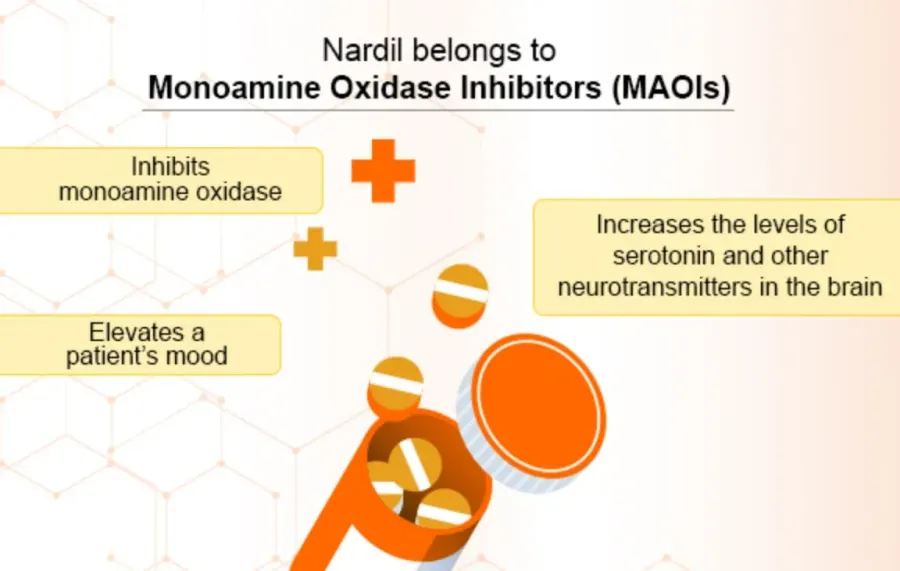 Nardil belongs to
Monoamine Oxidase Inhibitors (MAOIs)
Inhibits
monoamine oxidase
Increases the levels of
serotonin and other
neurotransmitters in the brain
Elevates a
patient’s mood